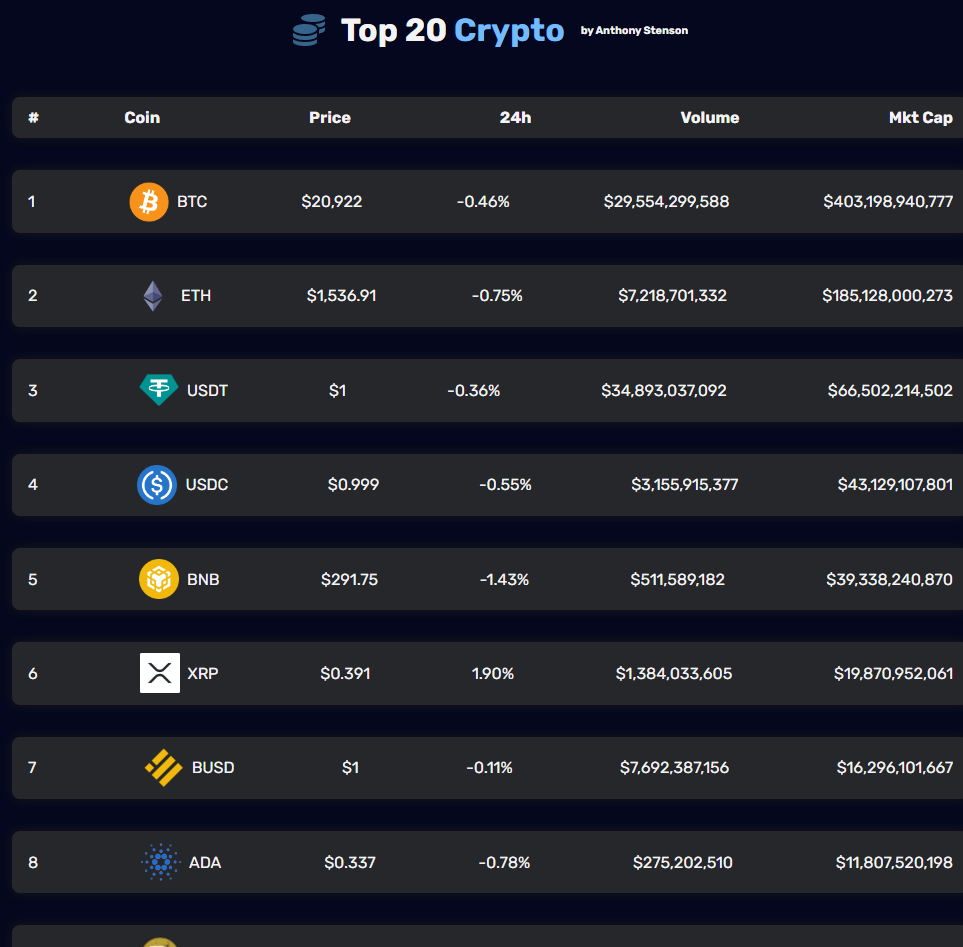 Top 20 Crypto by Anthony Stenson
# Coin Price 24h Volume Mkt Cap
1 BTC $20,922 -0.46% $29,554,299,588 $403,198,940,777
2 ETH $1,536.91 -0.75% $7,218,701,332 $185,128,000,273
3 USDT $1 -0.36% $34,893,037,092 $66,502,214,502
4 USDC $0.999 -0.55% $3,155,915,377 $43,129,107,801
5 BNB $291.75 -1.43% $511,589,182 $39,338,240,870
6 XRP $0.391 1.90% $1,384,033,605 $19,870,952,061
7 BUSD $1 -0.11% $7,692,387,156 $16,296,101,667
8 ADA $0.337 -0.78% $275,202,510 $11,807,520,198